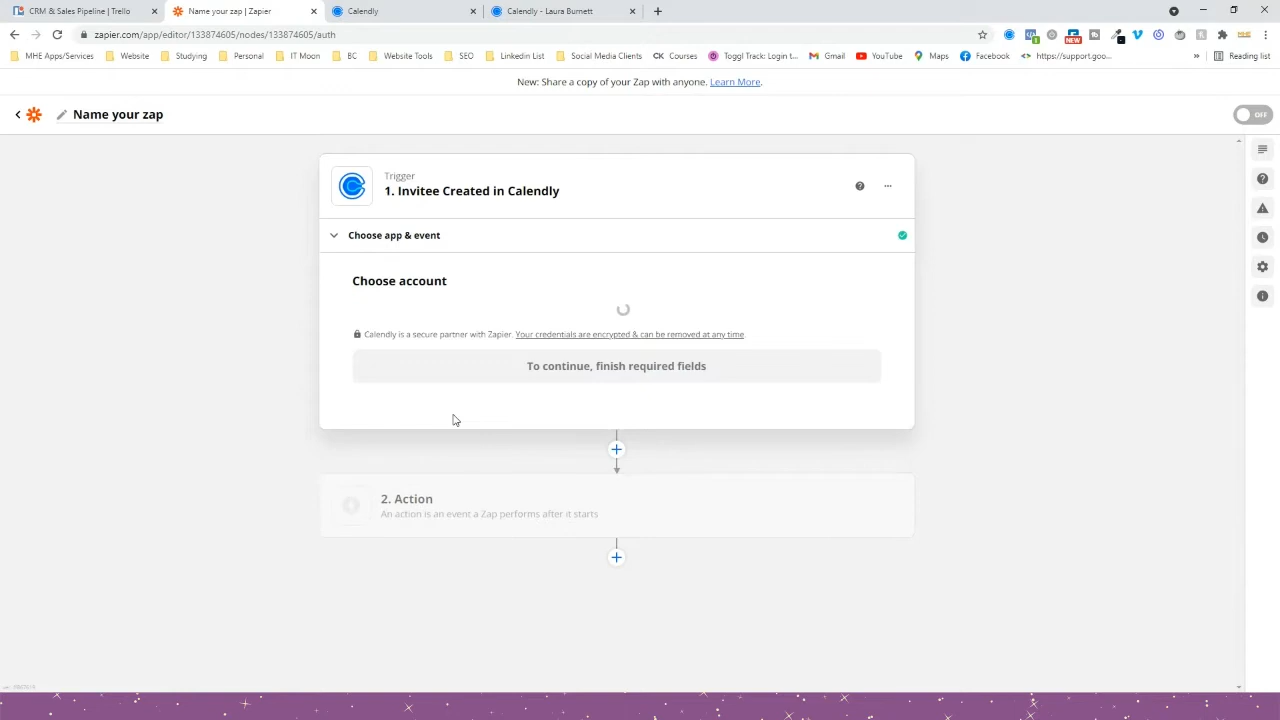 CRM & Sales Pipeline | Trello
Name your zap | Zapier
Calendly
Calendly - Laura Burnett
zapier.com/app/editor/133874605/nodes/133874605/auth
NEW
MHE Apps/Services
Website
Studying
Personal
IT Moon
BC
Website Tools
SEO
Linkedin List
Social Media Clients
CK Courses
Toggl Track: Login t...
Gmail
YouTube
Maps
Facebook
https://support.goo...
»
Reading list
New: Share a copy of your Zap with anyone. Learn More.
Name your zap
OFF
Trigger
1. Invitee Created in Calendly
Choose app & event
Choose account
Calendly is a secure partner with Zapier. Your credentials are encrypted & can be removed at any time.
To continue, finish required fields
2. Action
An action is an event a Zap performs after it starts